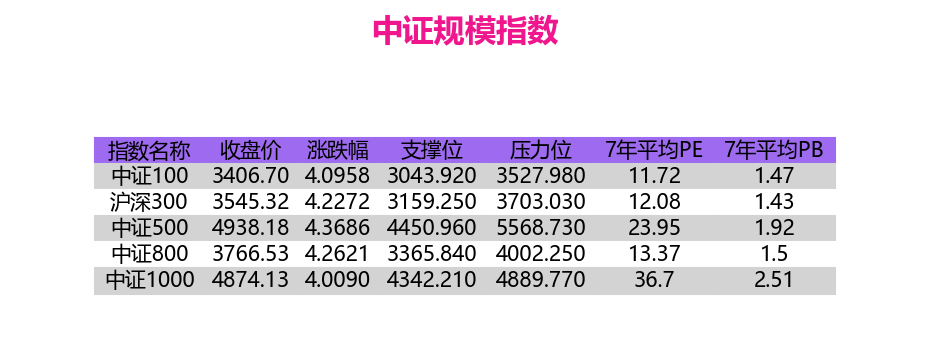 中证规模指数
指数名称 收盘价 涨跌幅 支撑位 压力位 7年平均PE 7年平均PB
中证100 3406.70 4.0958 3043.920 3527.980 11.72 1.47
沪深300 3545.32 4.2272 3159.250 3703.030 12.08 1.43
中证500 4938.18 4.3686 4450.960 5568.730 23.95 1.92
中证800 3766.53 4.2621 3365.840 4002.250 13.37 1.5
中证1000 4874.13 4.0090 4342.210 4889.770 36.7 2.51